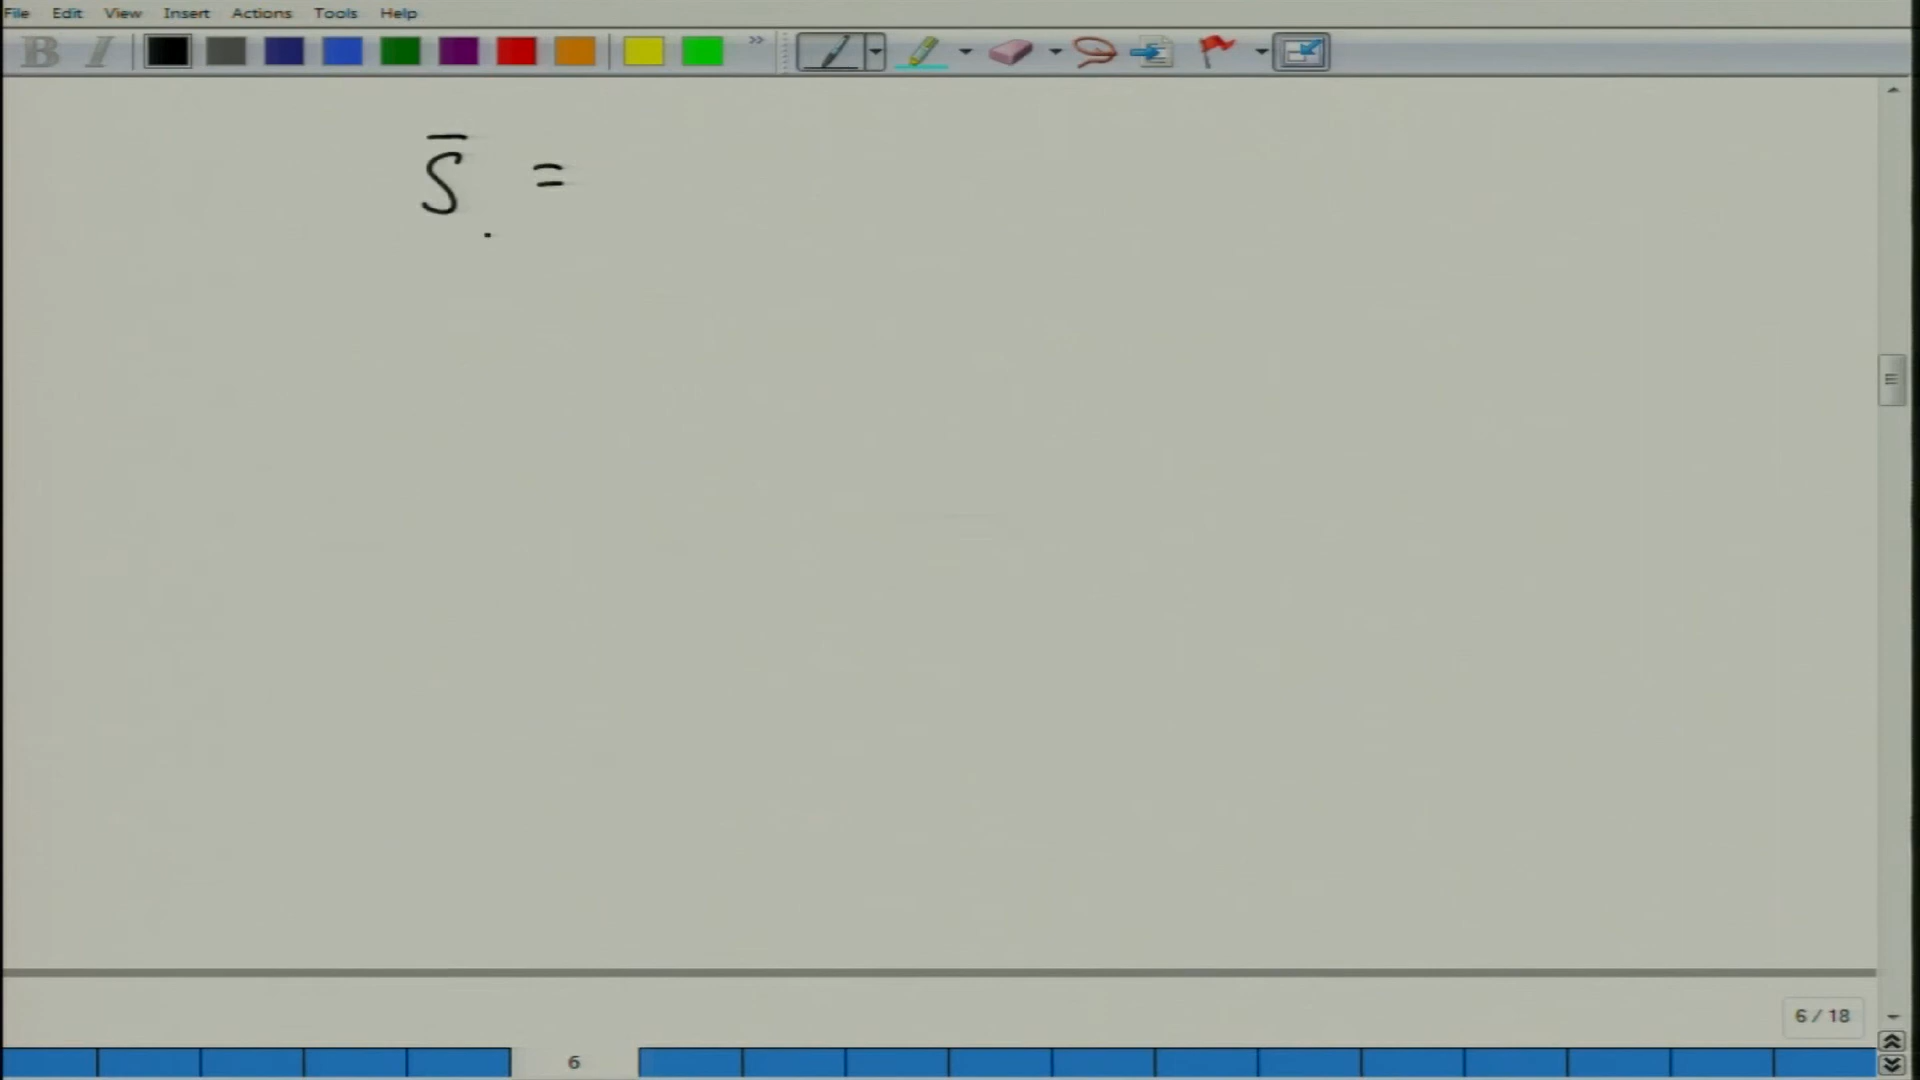 File Edit View Insert Actions Tools Help
B I »
S̄ =
.
6 / 18
6